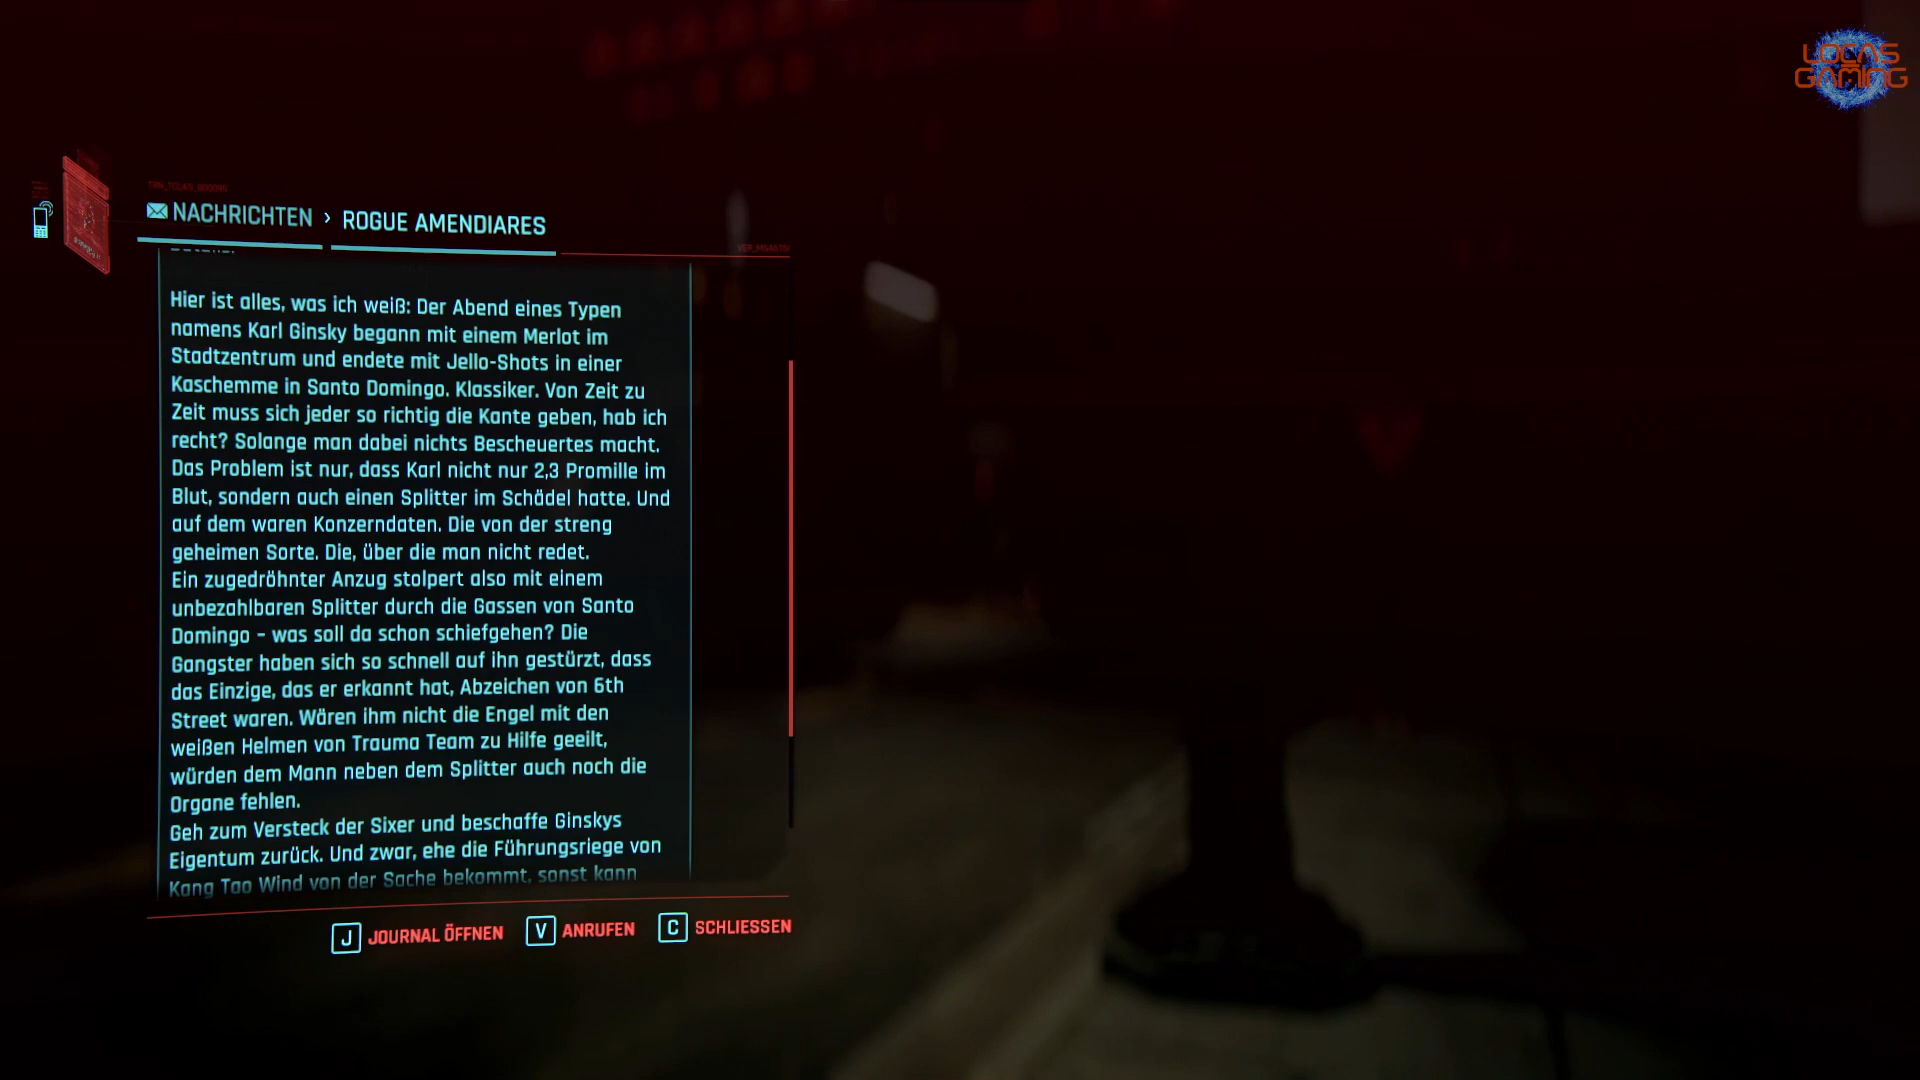 LOCAS
GAMING
NACHRICHTEN › ROGUE AMENDIARES
Hier ist alles, was ich weiß: Der Abend eines Typen
namens Karl Ginsky begann mit einem Merlot im
Stadtzentrum und endete mit Jello-Shots in einer
Kaschemme in Santo Domingo. Klassiker. Von Zeit zu
Zeit muss sich jeder so richtig die Kante geben, hab ich
recht? Solange man dabei nichts Bescheuertes macht.
Das Problem ist nur, dass Karl nicht nur 2,3 Promille im
Blut, sondern auch einen Splitter im Schädel hatte. Und
auf dem waren Konzerndaten. Die von der streng
geheimen Sorte. Die, über die man nicht redet.
Ein zugedröhnter Anzug stolpert also mit einem
unbezahlbaren Splitter durch die Gassen von Santo
Domingo – was soll da schon schiefgehen? Die
Gangster haben sich so schnell auf ihn gestürzt, dass
das Einzige, das er erkannt hat, Abzeichen von 6th
Street waren. Wären ihm nicht die Engel mit den
weißen Helmen von Trauma Team zu Hilfe geeilt,
würden dem Mann neben dem Splitter auch noch die
Organe fehlen.
Geh zum Versteck der Sixer und beschaffe Ginskys
Eigentum zurück. Und zwar, ehe die Führungsriege von
Kang Tao Wind von der Sache bekommt, sonst kann
J JOURNAL ÖFFNEN V ANRUFEN C SCHLIESSEN